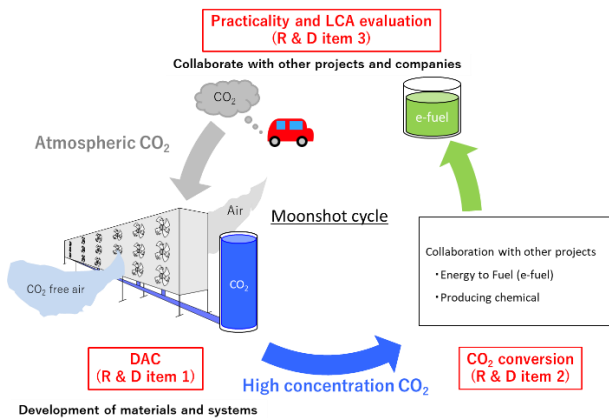 Practicality and LCA evaluation
(R & D item 3)
Collaborate with other projects and companies
CO₂
e-fuel
Atmospheric CO₂
Air
Moonshot cycle
Collaboration with other projects
・Energy to Fuel (e-fuel)
・Producing chemical
CO₂
CO₂ free air
DAC
(R & D item 1)
High concentration CO₂
CO₂ conversion
(R & D item 2)
Development of materials and systems